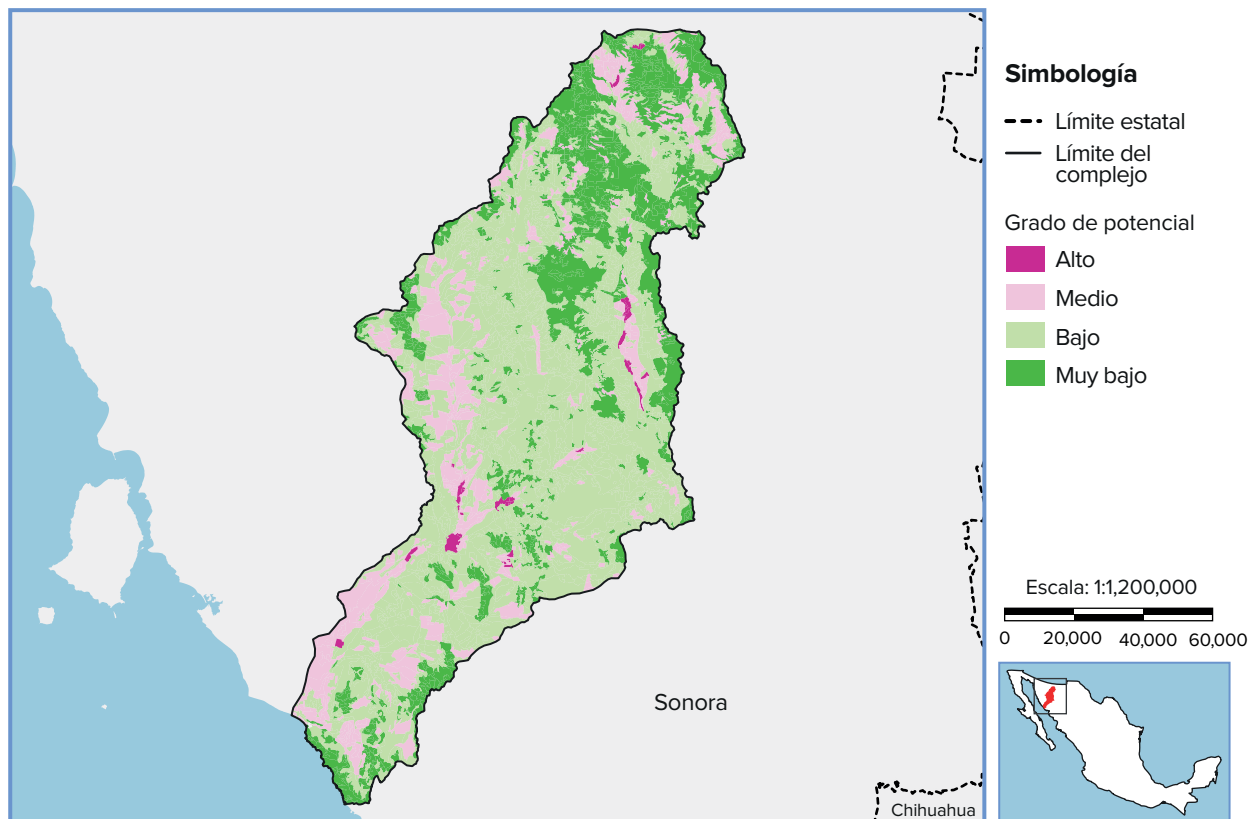 Simbología
Límite estatal
Límite del
complejo
Grado de potencial
Alto
Medio
Bajo
Muy bajo
Escala: 1:1,200,000
0 20,000 40,000 60,000
Sonora
Chihuahua